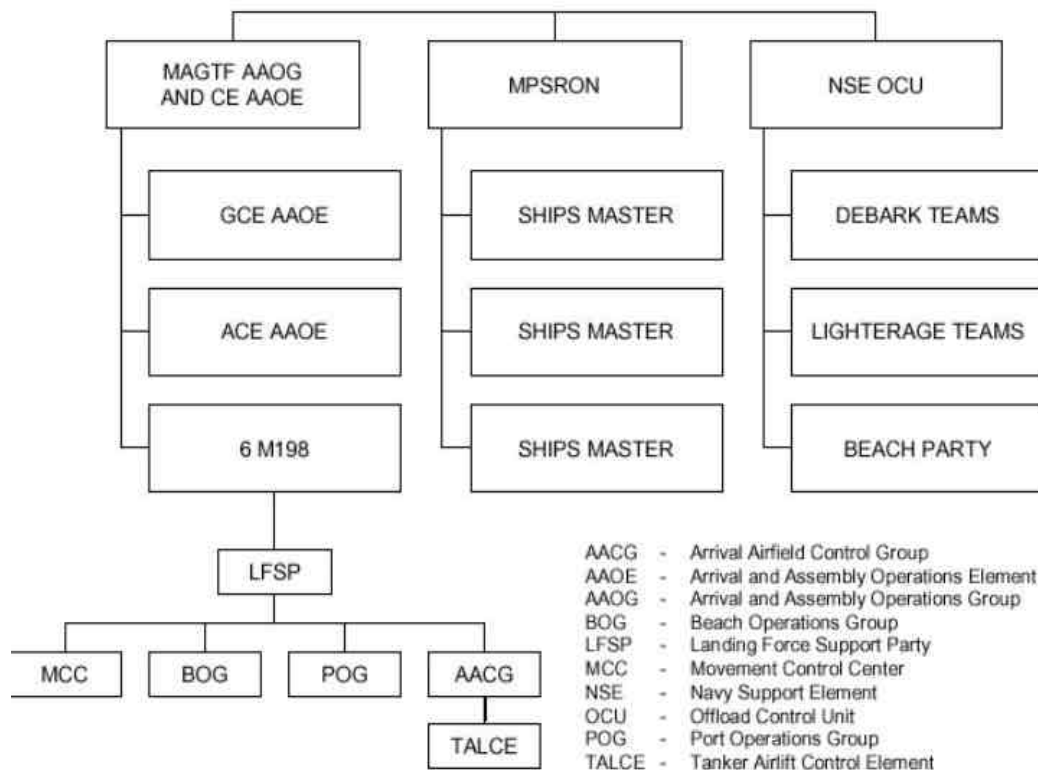 MAGTF AAOG
AND CE AAOE
MPSRON
NSE OCU
GCE AAOE
SHIPS MASTER
DEBARK TEAMS
ACE AAOE
SHIPS MASTER
LIGHTERAGE TEAMS
6 M198
SHIPS MASTER
BEACH PARTY
LFSP
MCC
BOG
POG
AACG
TALCE
AACG - Arrival Airfield Control Group
AAOE - Arrival and Assembly Operations Element
AAOG - Arrival and Assembly Operations Group
BOG - Beach Operations Group
LFSP - Landing Force Support Party
MCC - Movement Control Center
NSE - Navy Support Element
OCU - Offload Control Unit
POG - Port Operations Group
TALCE - Tanker Airlift Control Element